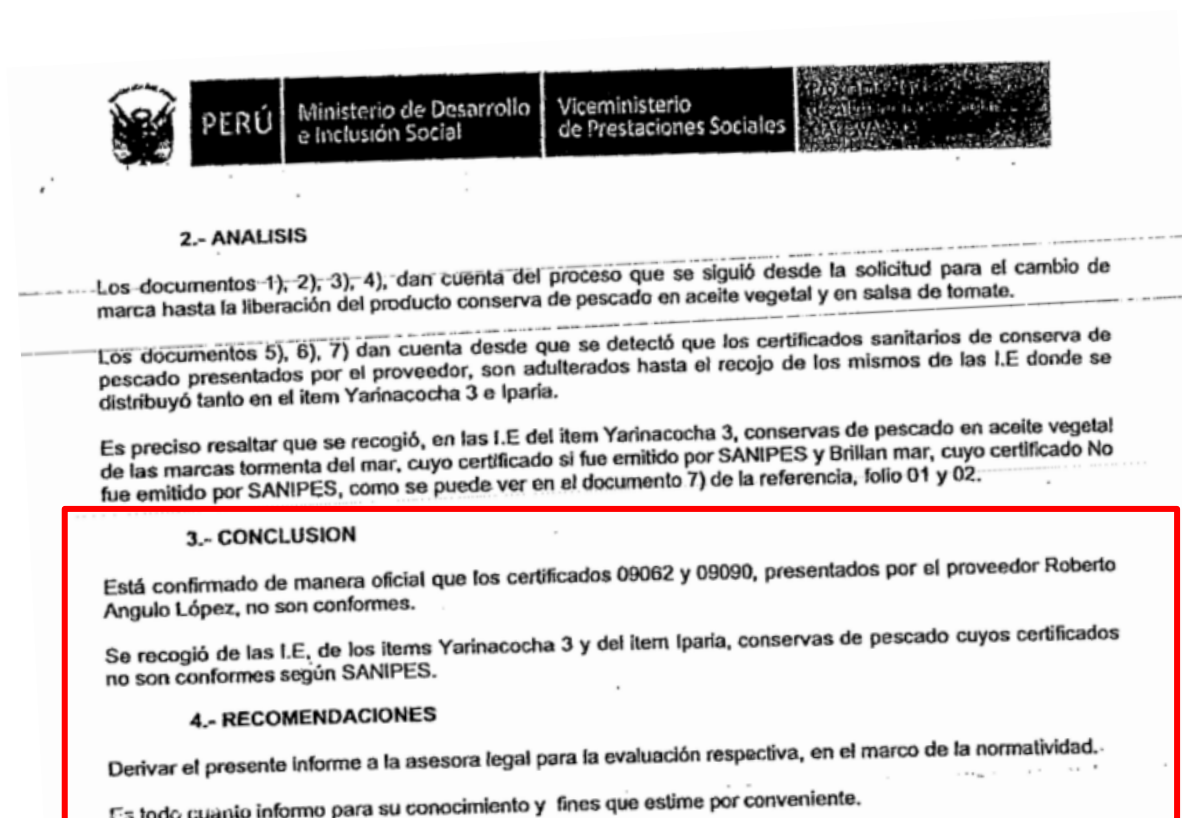 PERÚ
Ministerio de Desarrollo
e Inclusión Social
Viceministerio
de Prestaciones Sociales
2.- ANALISIS
Los documentos 1), 2), 3), 4), dan cuenta del proceso que se siguió desde la solicitud para el cambio de
marca hasta la liberación del producto conserva de pescado en aceite vegetal y en salsa de tomate.
Los documentos 5), 6), 7) dan cuenta desde que se detectó que los certificados sanitarios de conserva de
pescado presentados por el proveedor, son adulterados hasta el recojo de los mismos de las I.E donde se
distribuyó tanto en el item Yarinacocha 3 e Iparia.
Es preciso resaltar que se recogió, en las I.E del item Yarinacocha 3, conservas de pescado en aceite vegetal
de las marcas tormenta del mar, cuyo certificado si fue emitido por SANIPES y Brillan mar, cuyo certificado No
fue emitido por SANIPES, como se puede ver en el documento 7) de la referencia, folio 01 y 02.
3.- CONCLUSION
Está confirmado de manera oficial que los certificados 09062 y 09090, presentados por el proveedor Roberto
Angulo López, no son conformes.
Se recogió de las I.E, de los items Yarinacocha 3 y del item Iparia, conservas de pescado cuyos certificados
no son conformes según SANIPES.
4.- RECOMENDACIONES
Derivar el presente informe a la asesora legal para la evaluación respectiva, en el marco de la normatividad.
Es todo cuanto informo para su conocimiento y fines que estime por conveniente.